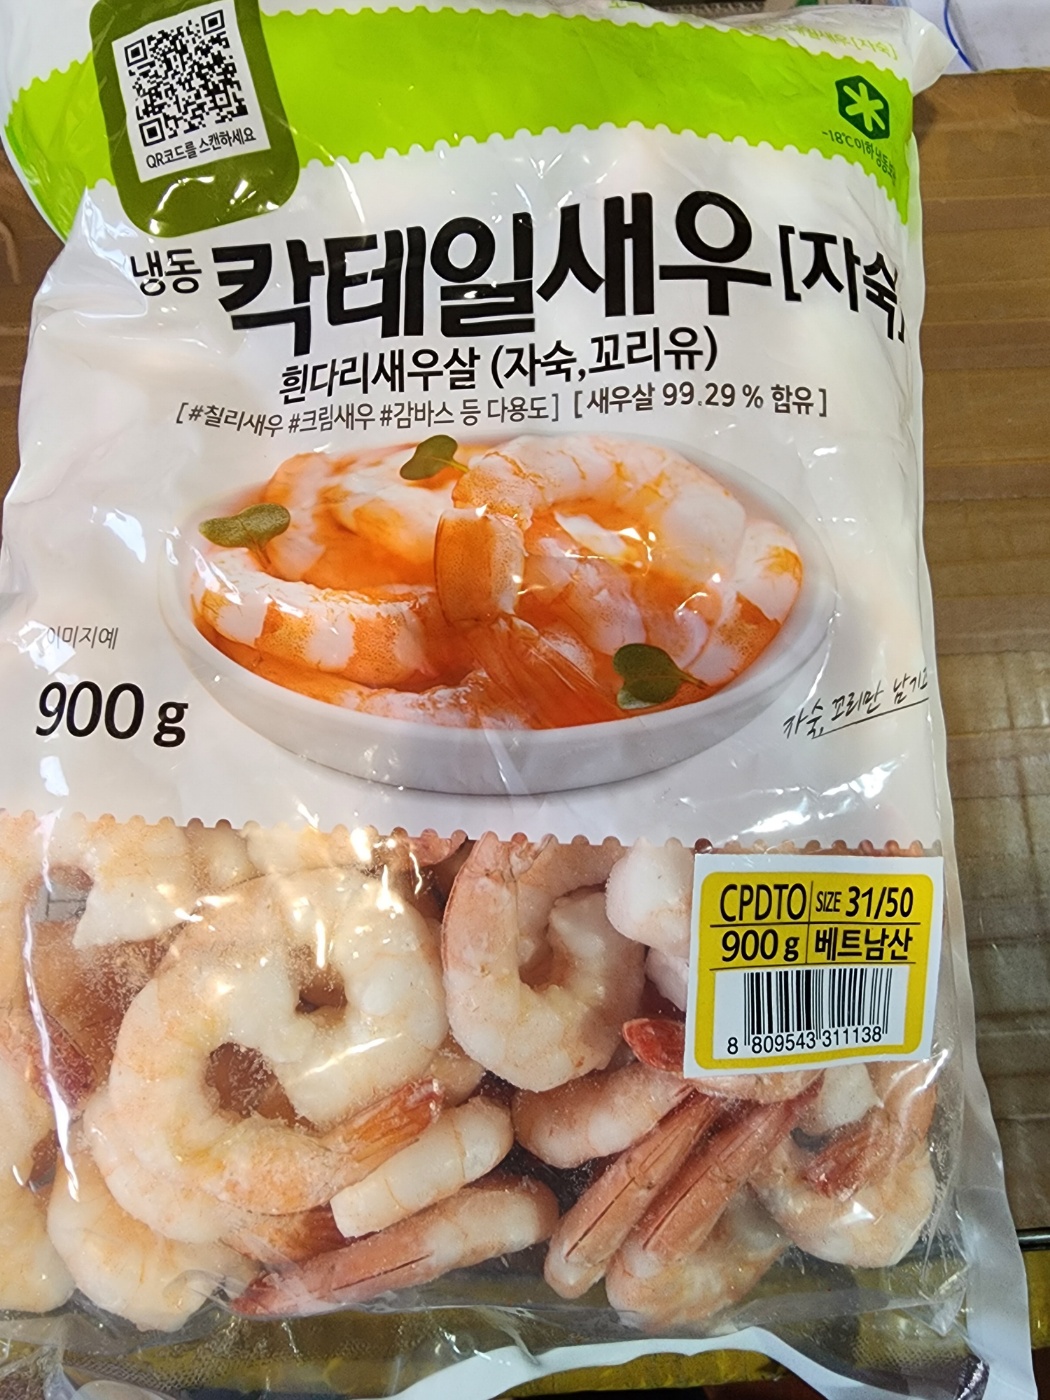 QR코드를 스캔하세요
-18℃이하 냉동
냉동 칵테일새우 [자숙]
흰다리새우살 (자숙,꼬리유)
[#칠리새우 #크림새우 #감바스 등 다용도] [새우살 99.29 % 함유]
이미지예
900 g
자숙, 꼬리만 남기고
CPDTO SIZE 31/50
900 g 베트남산
8 809543 311138